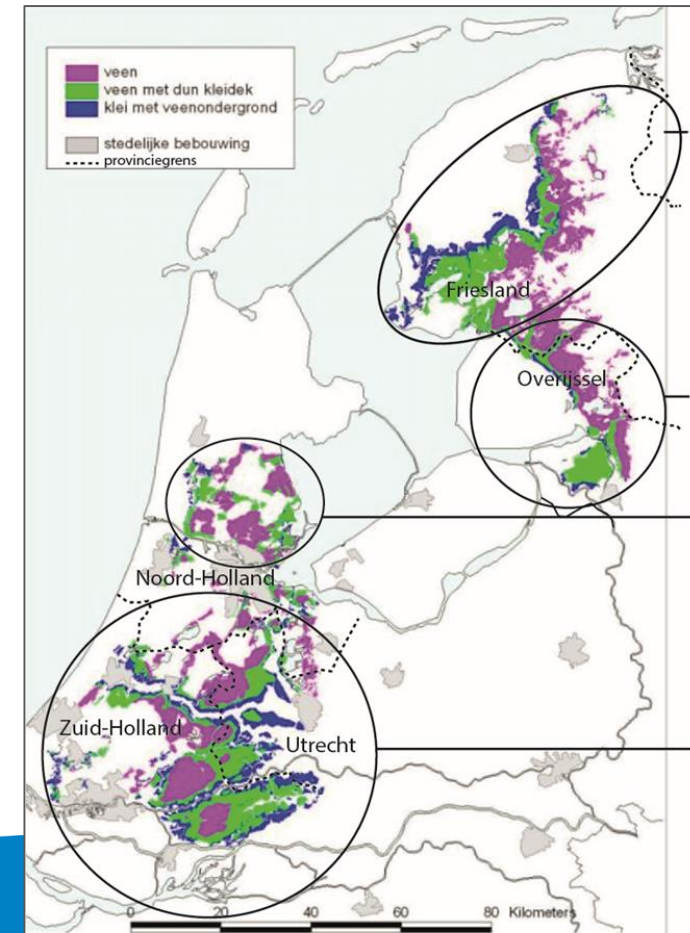 veen
veen met dun kleidek
klei met veenondergrond
stedelijke bebouwing
provinciegrens
Friesland
Overijssel
Noord-Holland
Zuid-Holland
Utrecht
0 20 40 60 80 Kilometers